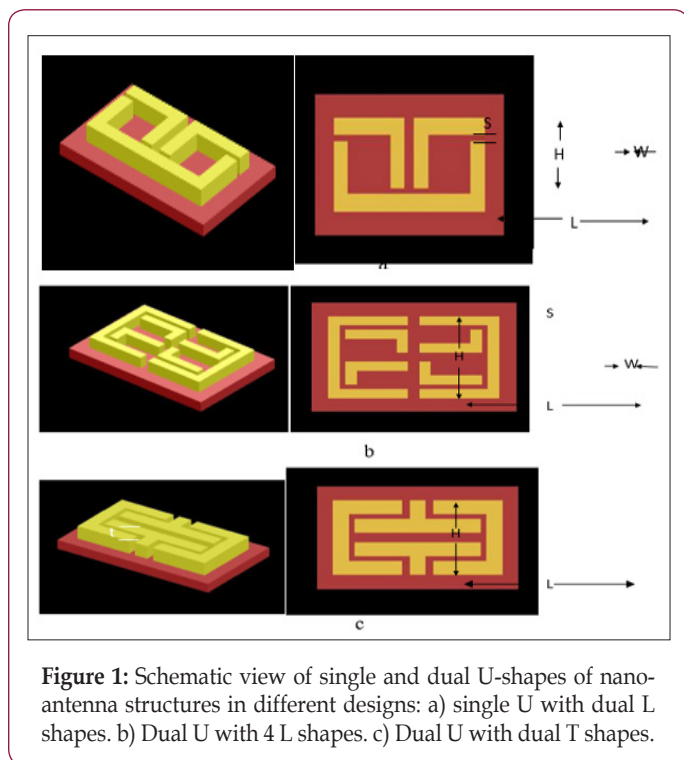 S
H
W
L
a
S
H
W
L
b
t
H
L
c
Figure 1: Schematic view of single and dual U-shapes of nano-
antenna structures in different designs: a) single U with dual L
shapes. b) Dual U with 4 L shapes. c) Dual U with dual T shapes.